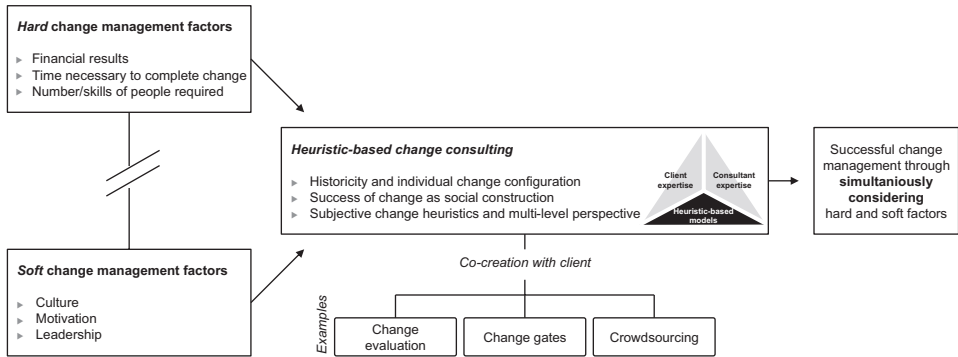 Hard change management factors
Financial results
Time necessary to complete change
Number/skills of people required
Soft change management factors
Culture
Motivation
Leadership
Heuristic-based change consulting
Historicity and individual change configuration
Success of change as social construction
Subjective change heuristics and multi-level perspective
Client
expertise
Consultant
expertise
Heuristic-based
models
Successful change
management through
simultaniously
considering
hard and soft factors
Co-creation with client
Examples
Change
evaluation
Change gates
Crowdsourcing